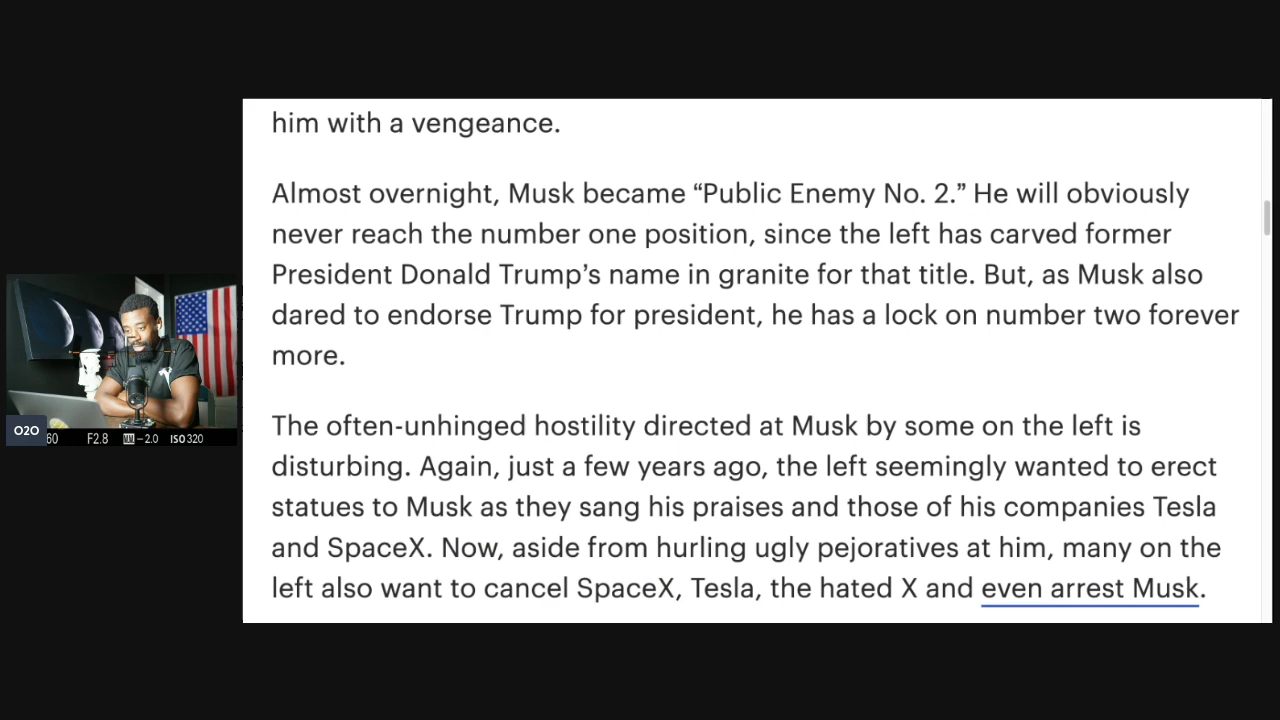 him with a vengeance.
Almost overnight, Musk became “Public Enemy No. 2.” He will obviously
never reach the number one position, since the left has carved former
President Donald Trump’s name in granite for that title. But, as Musk also
dared to endorse Trump for president, he has a lock on number two forever
more.
The often-unhinged hostility directed at Musk by some on the left is
disturbing. Again, just a few years ago, the left seemingly wanted to erect
statues to Musk as they sang his praises and those of his companies Tesla
and SpaceX. Now, aside from hurling ugly pejoratives at him, many on the
left also want to cancel SpaceX, Tesla, the hated X and even arrest Musk.
020 60 F2.8 –2.0 ISO 320